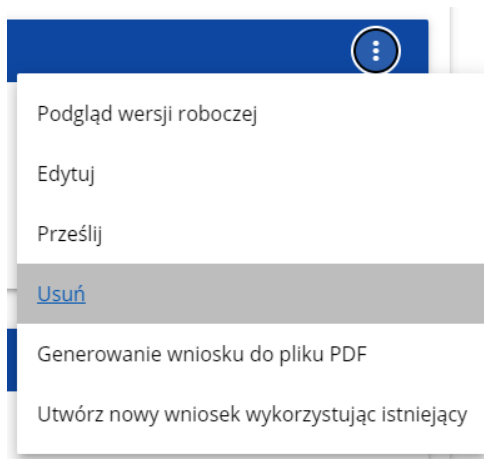 Podgląd wersji roboczej
Edytuj
Prześlij
Usuń
Generowanie wniosku do pliku PDF
Utwórz nowy wniosek wykorzystując istniejący